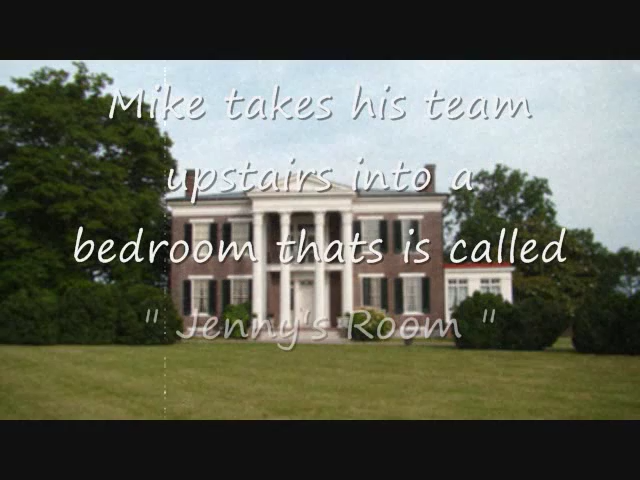 Mike takes his team
upstairs into a
bedroom thats is called
" Jenny's Room "